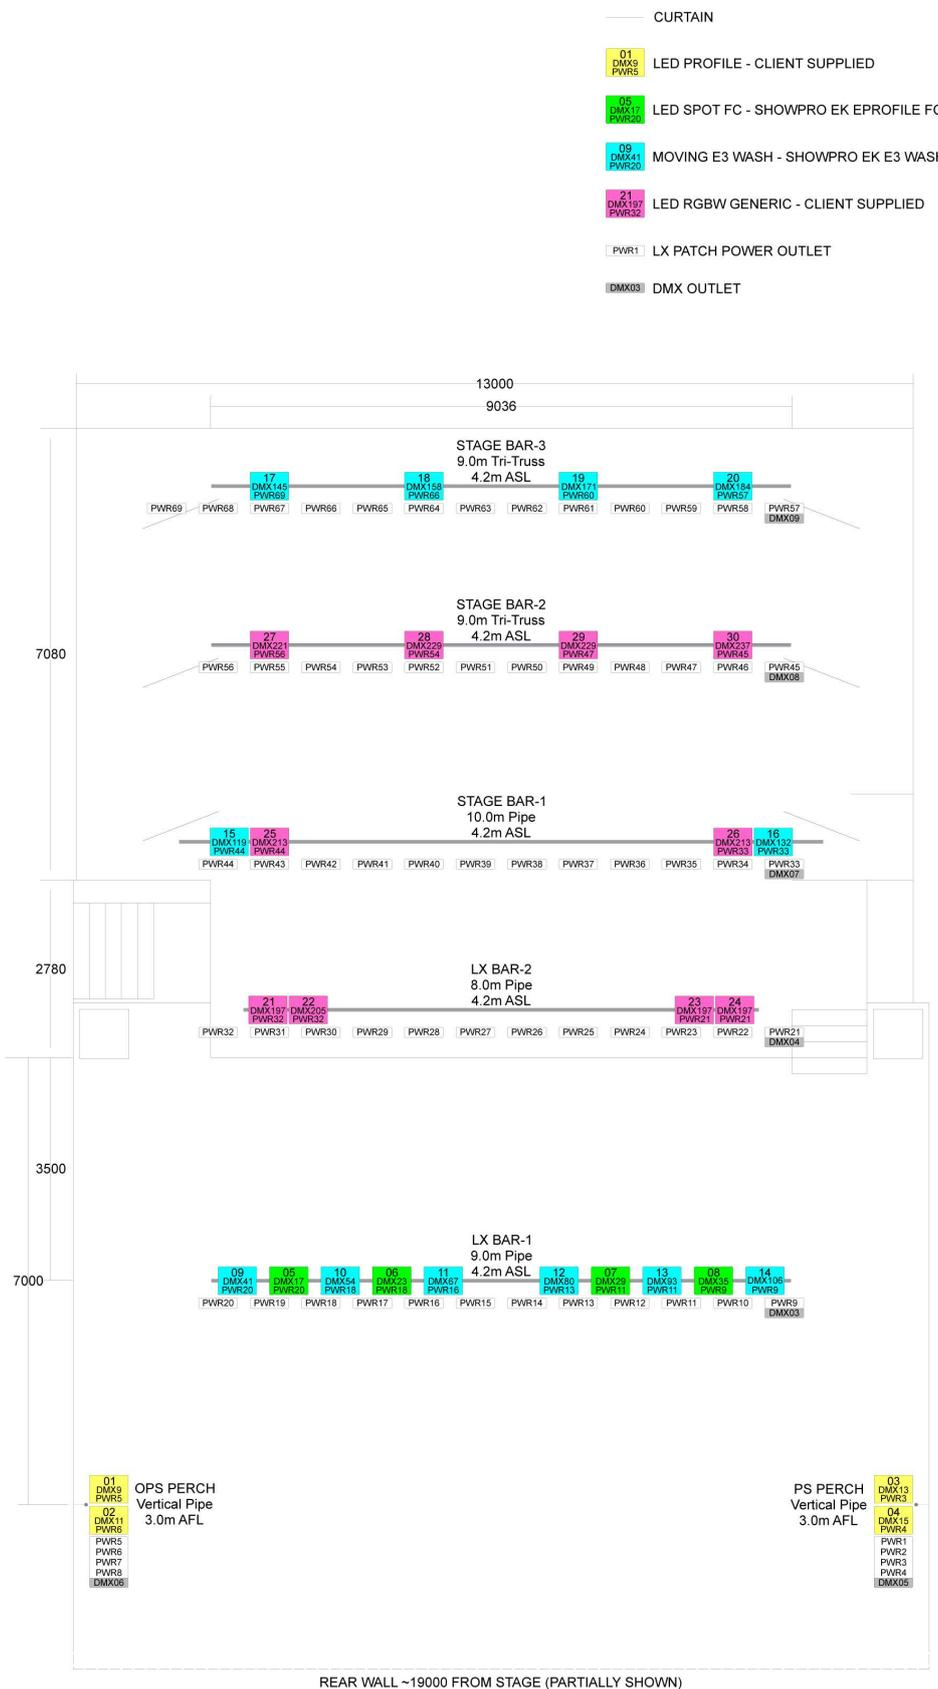 CURTAIN
01
DMX9
PWR5
LED PROFILE - CLIENT SUPPLIED
05
DMX17
PWR20
LED SPOT FC - SHOWPRO EK EPROFILE FC
09
DMX41
PWR20
MOVING E3 WASH - SHOWPRO EK E3 WASH
21
DMX197
PWR32
LED RGBW GENERIC - CLIENT SUPPLIED
PWR1 LX PATCH POWER OUTLET
DMX03 DMX OUTLET
13000
9036
STAGE BAR-3
9.0m Tri-Truss
4.2m ASL
17 18 19 20
DMX145 DMX158 DMX171 DMX184
PWR69 PWR66 PWR60 PWR57
PWR69 PWR68 PWR67 PWR66 PWR65 PWR64 PWR63 PWR62 PWR61 PWR60 PWR59 PWR58 PWR57
DMX09
STAGE BAR-2
9.0m Tri-Truss
4.2m ASL
27 28 29 30
DMX221 DMX229 DMX229 DMX237
PWR56 PWR54 PWR47 PWR45
7080
PWR56 PWR55 PWR54 PWR53 PWR52 PWR51 PWR50 PWR49 PWR48 PWR47 PWR46 PWR45
DMX08
STAGE BAR-1
10.0m Pipe
4.2m ASL
15 25 26 16
DMX119 DMX213 DMX213 DMX132
PWR44 PWR44 PWR33 PWR33
PWR44 PWR43 PWR42 PWR41 PWR40 PWR39 PWR38 PWR37 PWR36 PWR35 PWR34 PWR33
DMX07
2780
LX BAR-2
8.0m Pipe
4.2m ASL
21 22 23 24
DMX197 DMX205 DMX197 DMX197
PWR32 PWR32 PWR21 PWR21
PWR32 PWR31 PWR30 PWR29 PWR28 PWR27 PWR26 PWR25 PWR24 PWR23 PWR22 PWR21
DMX04
3500
LX BAR-1
9.0m Pipe
4.2m ASL
7000
09 05 10 06 11 12 07 13 08 14
DMX41 DMX17 DMX54 DMX23 DMX67 DMX80 DMX29 DMX93 DMX35 DMX106
PWR20 PWR20 PWR18 PWR18 PWR16 PWR13 PWR11 PWR11 PWR9 PWR9
PWR20 PWR19 PWR18 PWR17 PWR16 PWR15 PWR14 PWR13 PWR12 PWR11 PWR10 PWR9
DMX03
01
DMX9
PWR5
02
DMX11
PWR6
PWR5
PWR6
PWR7
PWR8
DMX06
OPS PERCH
Vertical Pipe
3.0m AFL
PS PERCH
Vertical Pipe
3.0m AFL
03
DMX13
PWR3
04
DMX15
PWR4
PWR1
PWR2
PWR3
PWR4
DMX05
REAR WALL ~19000 FROM STAGE (PARTIALLY SHOWN)